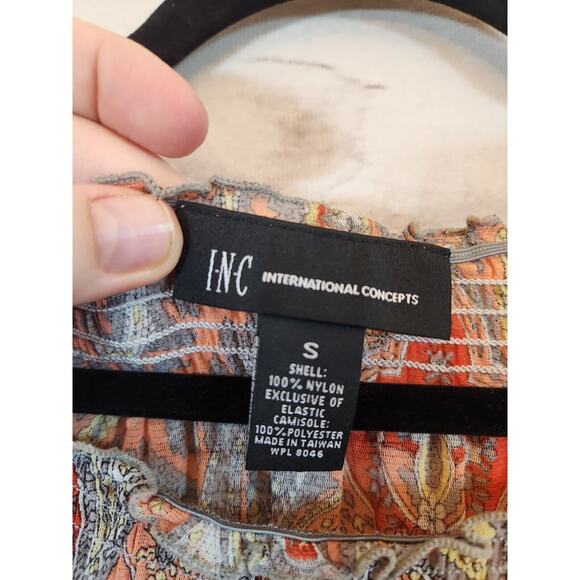 I·N·C INTERNATIONAL CONCEPTS
S
SHELL:
100% NYLON
EXCLUSIVE OF
ELASTIC
CAMISOLE:
100% POLYESTER
MADE IN TAIWAN
WPL 8046